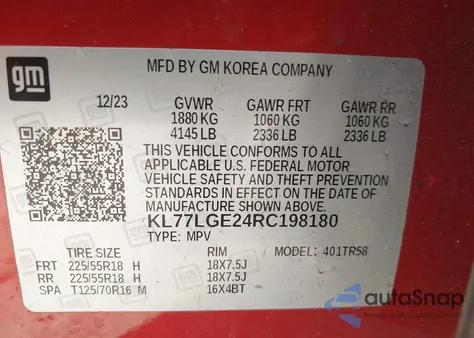 gm
MFD BY GM KOREA COMPANY
12/23 GVWR GAWR FRT GAWR RR
1880 KG 1060 KG 1060 KG
4145 LB 2336 LB 2336 LB
THIS VEHICLE CONFORMS TO ALL
APPLICABLE U.S. FEDERAL MOTOR
VEHICLE SAFETY AND THEFT
PREVENTION STANDARDS
IN EFFECT ON THE DATE OF
MANUFACTURE SHOWN ABOVE.
KL77LGE24RC198180
TYPE: MPV
TIRE SIZE RIM MODEL: 401TR58
FRT 225/55R18 H 18X7.5J
RR 225/55R18 H 18X7.5J
SPA T125/70R16 M 16X4BT
autoSnap